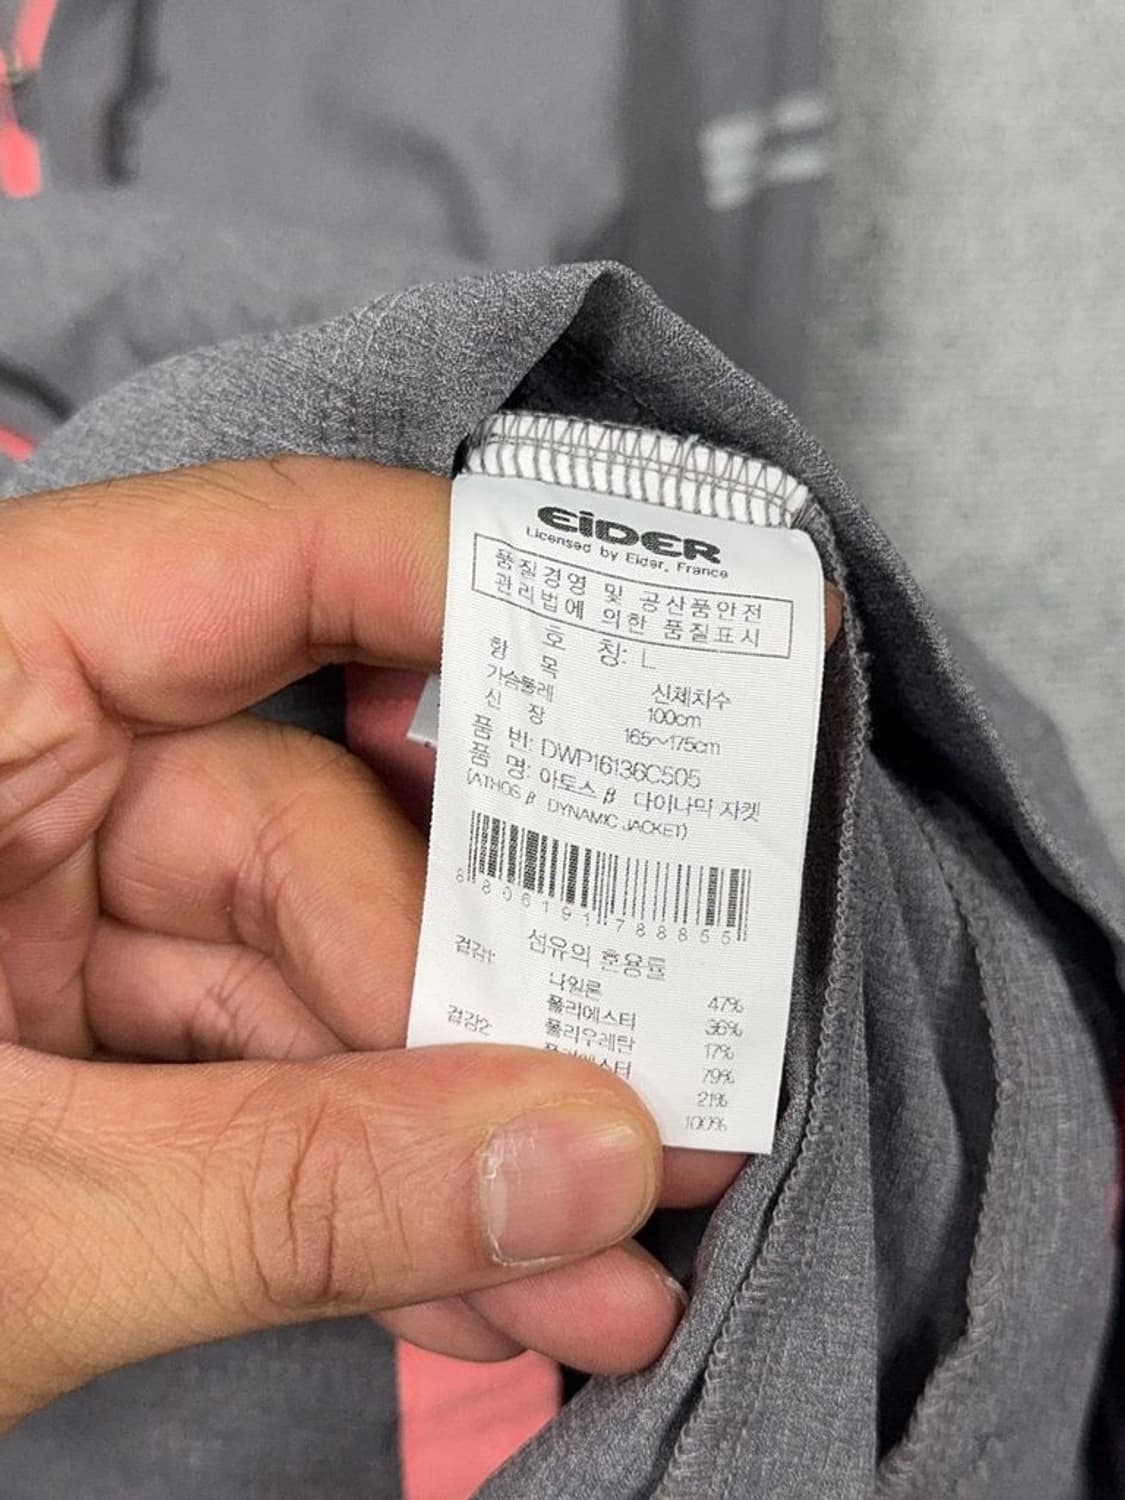 EiDER
Licensed by Eider, France
품질경영 및 공산품안전
관리법에 의한 품질표시
호 칭: L
항 목 신체치수
가슴둘레 100cm
신 장 165~175cm
품 번: DWP16136C505
품 명: 아토스 β 다이나믹 자켓
(ATHOS β DYNAMIC JACKET)
8 806191 788855
섬유의 혼용률
겉감1 나일론 47%
폴리에스터 36%
폴리우레탄 17%
겉감2 79%
21%
100%